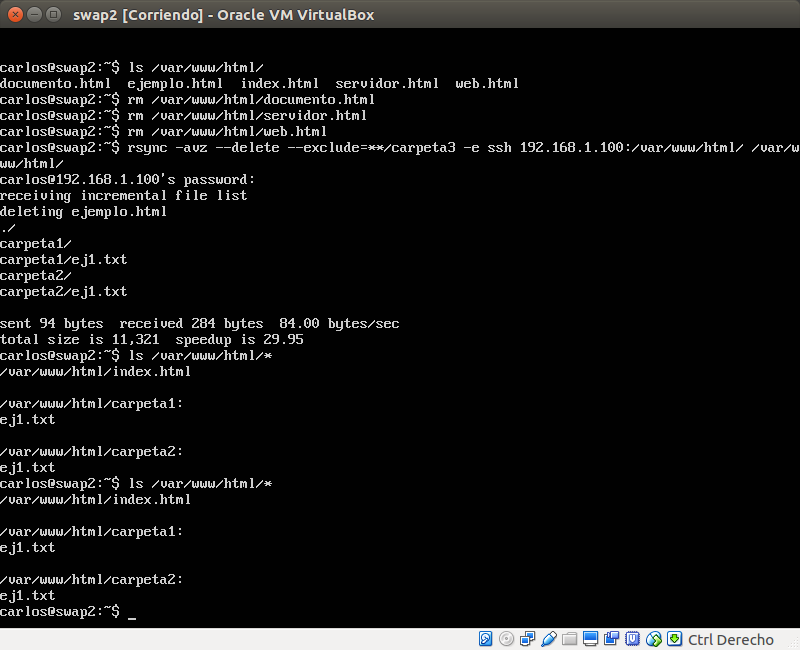 swap2 [Corriendo] - Oracle VM VirtualBox
carlos@swap2:~$ ls /var/www/html/
documento.html  ejemplo.html  index.html  servidor.html  web.html
carlos@swap2:~$ rm /var/www/html/documento.html
carlos@swap2:~$ rm /var/www/html/servidor.html
carlos@swap2:~$ rm /var/www/html/web.html
carlos@swap2:~$ rsync -avz --delete --exclude=**/carpeta3 -e ssh 192.168.1.100:/var/www/html/ /var/w
ww/html/
carlos@192.168.1.100's password:
receiving incremental file list
deleting ejemplo.html
./
carpeta1/
carpeta1/ej1.txt
carpeta2/
carpeta2/ej1.txt
sent 94 bytes  received 284 bytes  84.00 bytes/sec
total size is 11,321  speedup is 29.95
carlos@swap2:~$ ls /var/www/html/*
/var/www/html/index.html
/var/www/html/carpeta1:
ej1.txt
/var/www/html/carpeta2:
ej1.txt
carlos@swap2:~$ ls /var/www/html/*
/var/www/html/index.html
/var/www/html/carpeta1:
ej1.txt
/var/www/html/carpeta2:
ej1.txt
carlos@swap2:~$ _
Ctrl Derecho